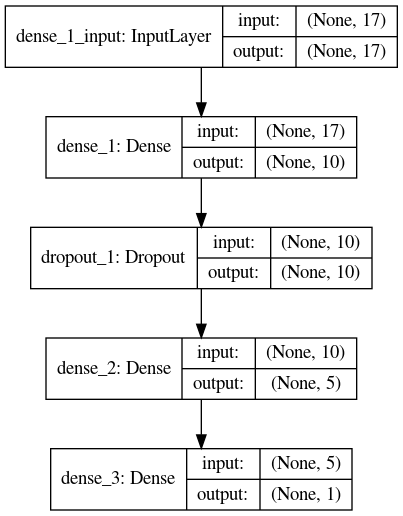 dense_1_input: InputLayer
input: (None, 17)
output: (None, 17)
dense_1: Dense
input: (None, 17)
output: (None, 10)
dropout_1: Dropout
input: (None, 10)
output: (None, 10)
dense_2: Dense
input: (None, 10)
output: (None, 5)
dense_3: Dense
input: (None, 5)
output: (None, 1)